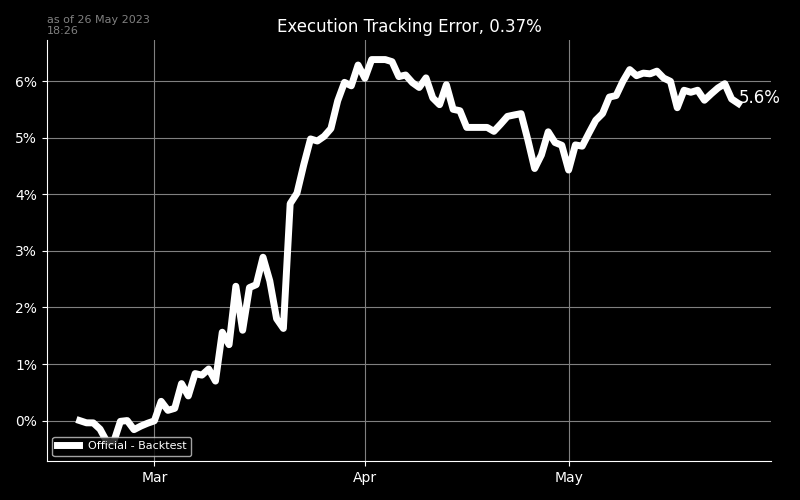 as of 26 May 2023
18:26
Execution Tracking Error, 0.37%
6%
5%
4%
3%
2%
1%
0%
5.6%
Official - Backtest
Mar Apr May